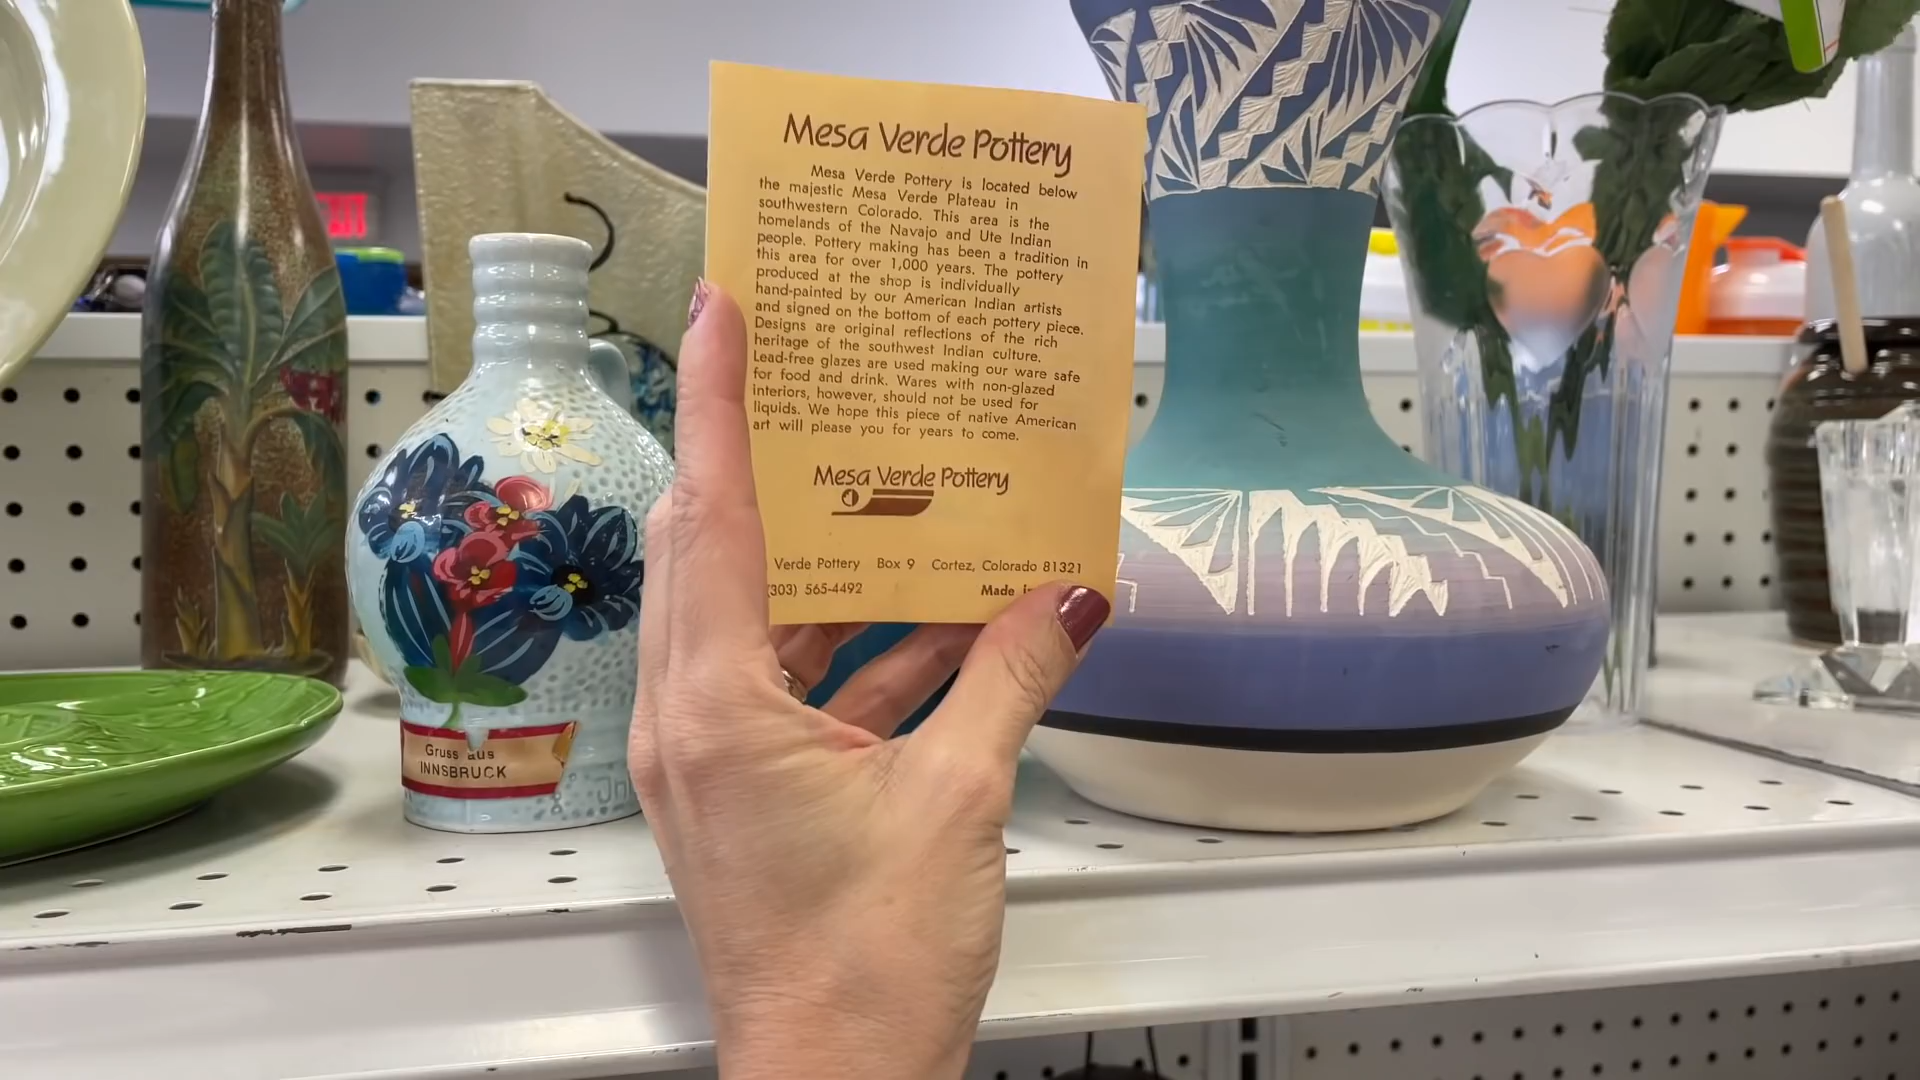 Mesa Verde Pottery
Mesa Verde Pottery is located below
the majestic Mesa Verde Plateau in
southwestern Colorado. This area is the
homelands of the Navajo and Ute Indian
people. Pottery making has been a tradition in
this area for over 1,000 years. The pottery
produced at the shop is individually
hand-painted by our American Indian artists
and signed on the bottom of each pottery piece.
Designs are original reflections of the rich
heritage of the southwest Indian culture.
Lead-free glazes are used making our ware safe
for food and drink. Wares with non-glazed
interiors, however, should not be used for
liquids. We hope this piece of native American
art will please you for years to come.
Mesa Verde Pottery
Verde Pottery Box 9 Cortez, Colorado 81321
(303) 565-4492 Made
Gruss aus
INNSBRUCK
EXIT